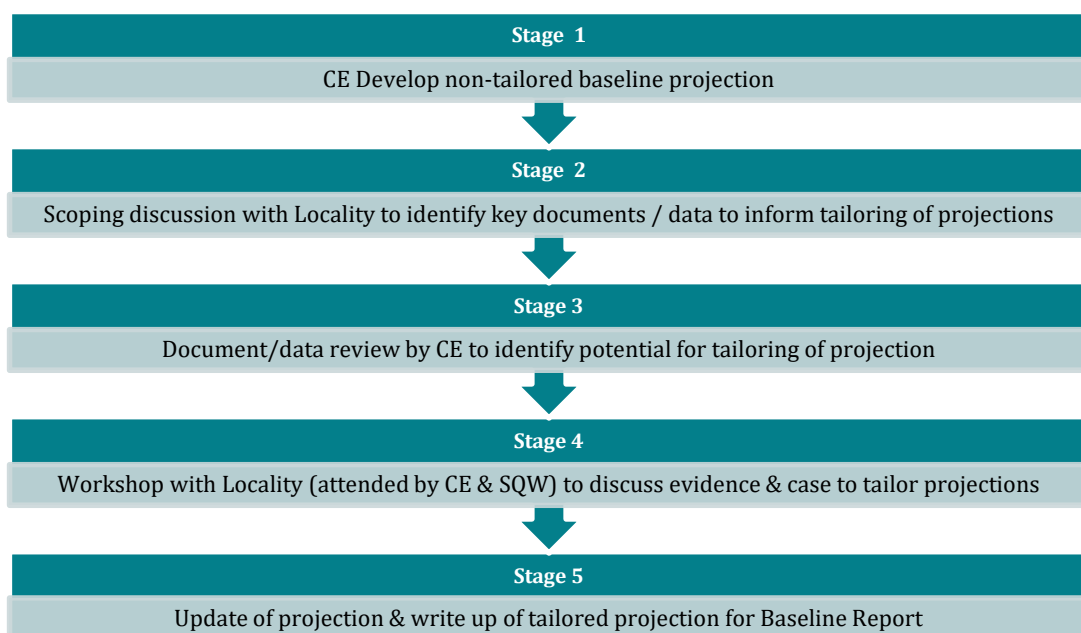 Stage 1
CE Develop non-tailored baseline projection
Stage 2
Scoping discussion with Locality to identify key documents / data to inform tailoring of projections
Stage 3
Document/data review by CE to identify potential for tailoring of projection
Stage 4
Workshop with Locality (attended by CE & SQW) to discuss evidence & case to tailor projections
Stage 5
Update of projection & write up of tailored projection for Baseline Report